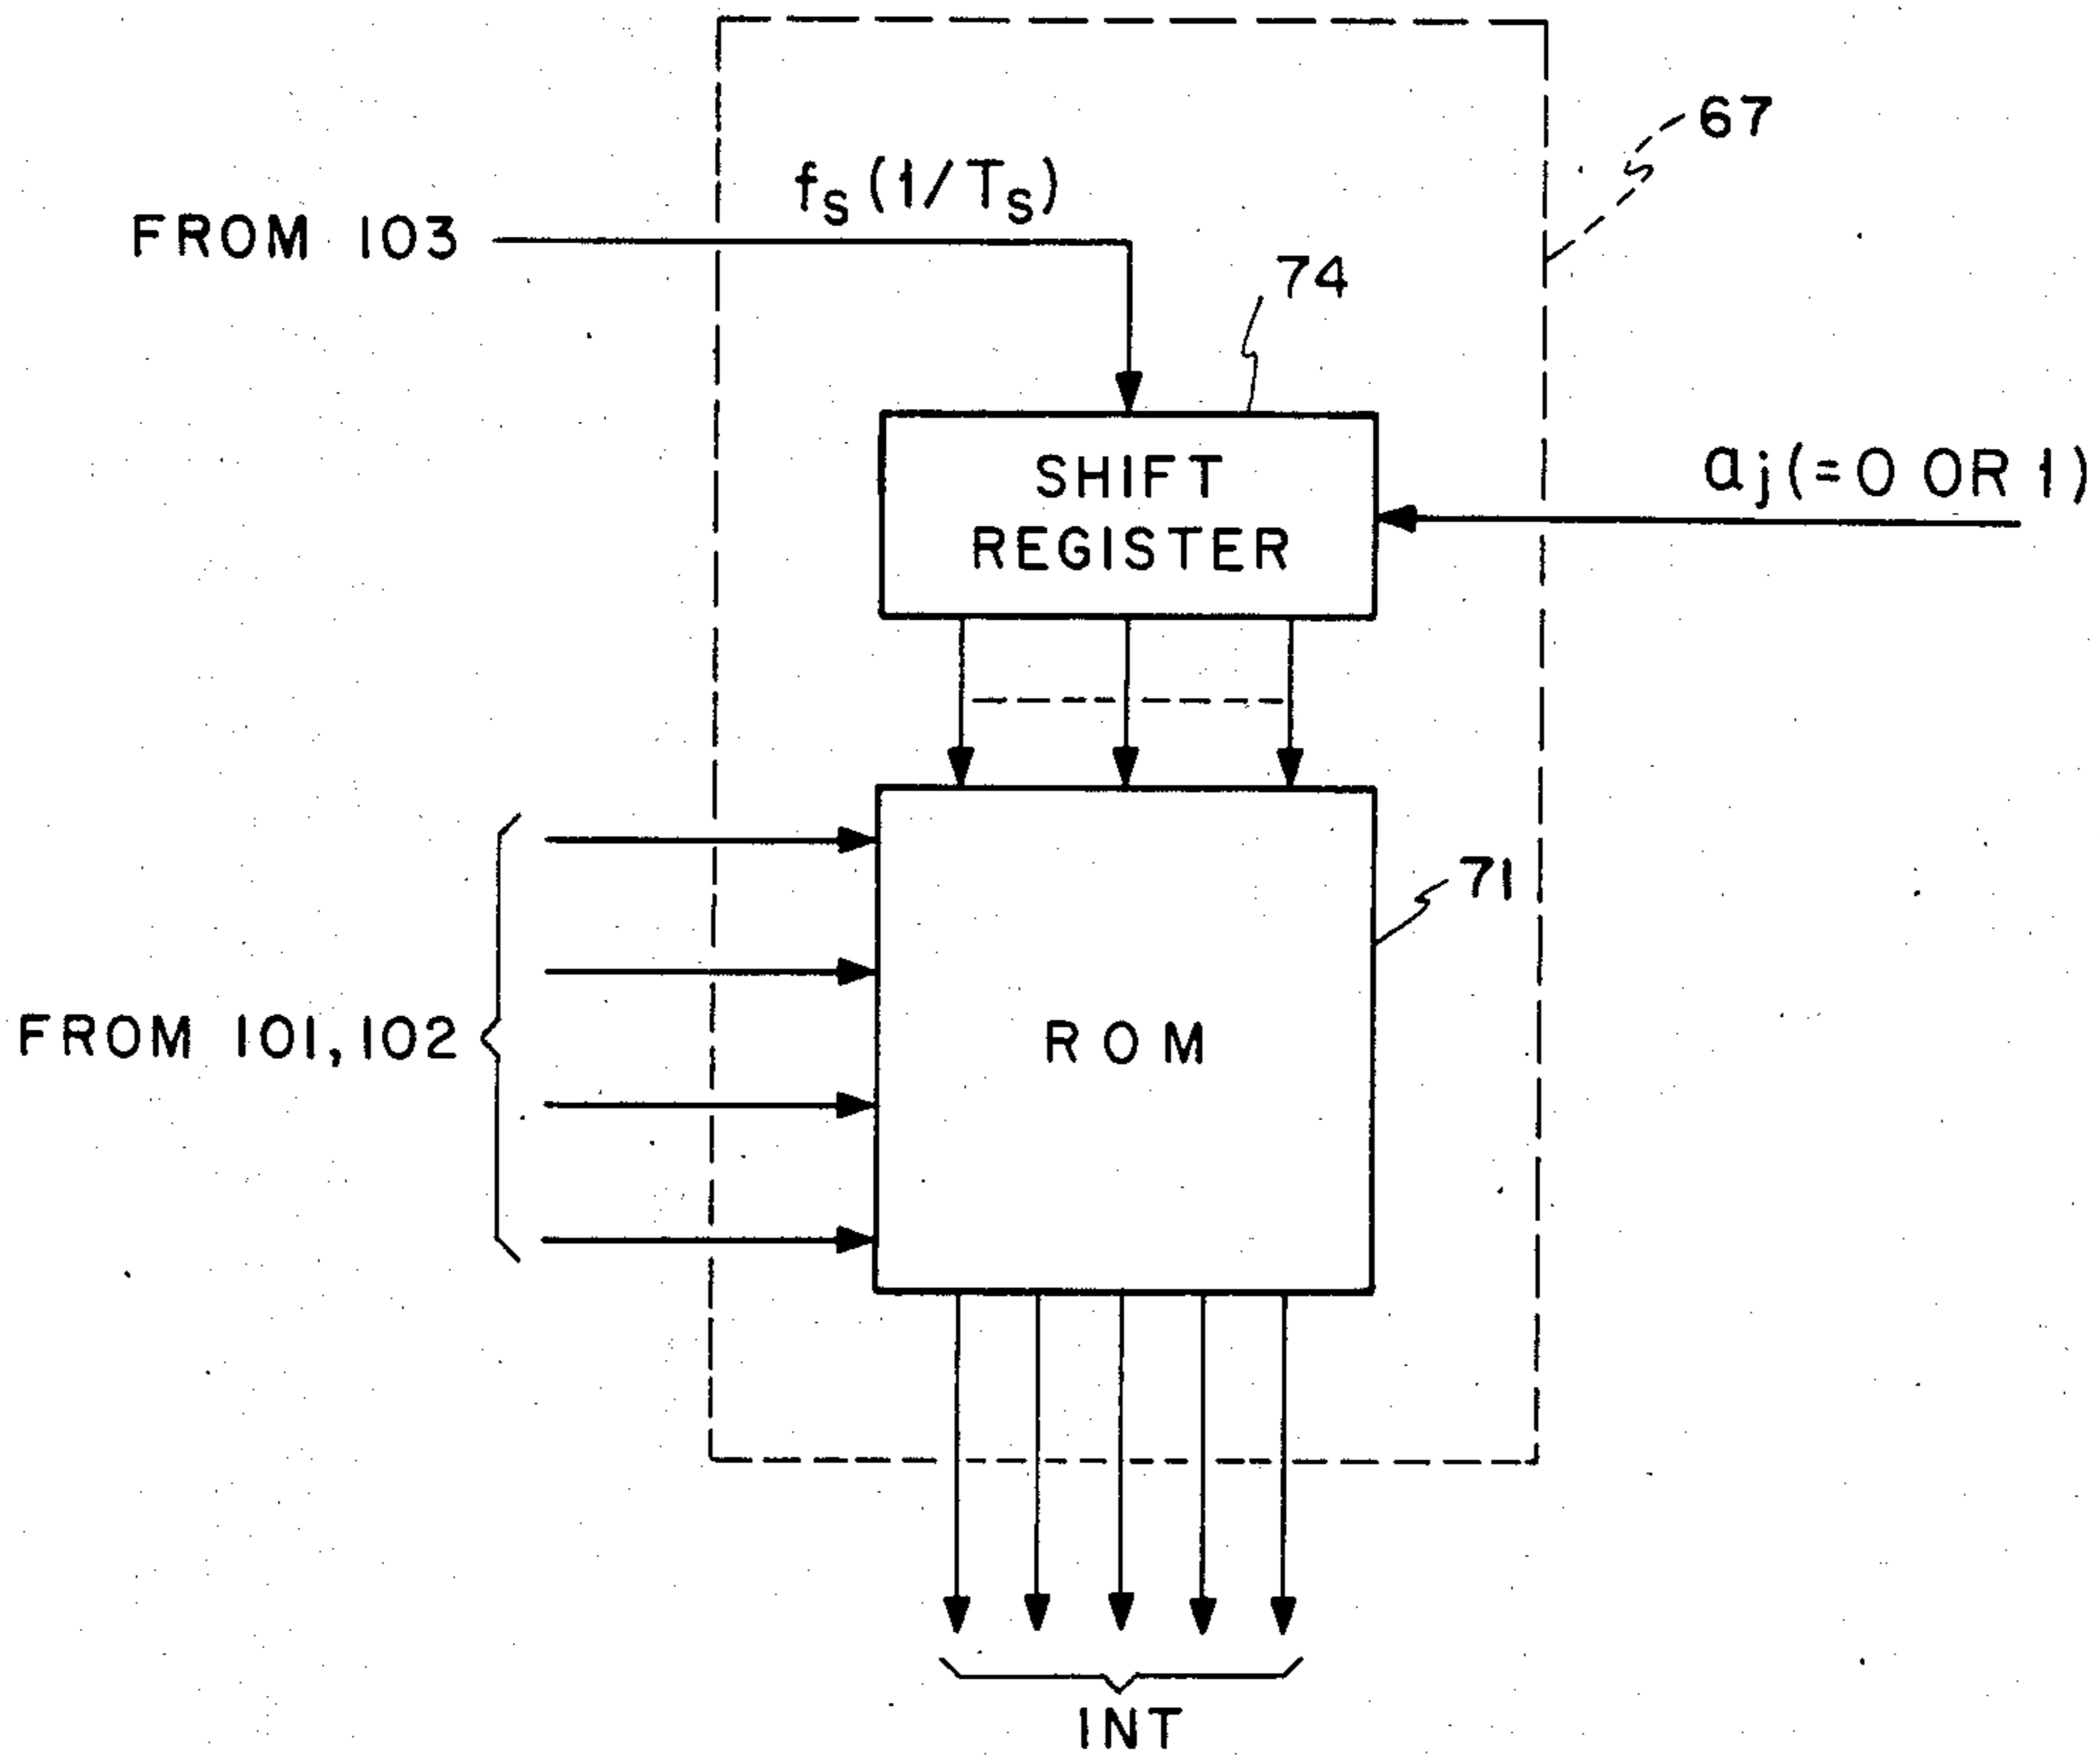 67
fS(1/TS)
FROM 103
74
SHIFT
REGISTER
aj(=0 OR 1)
71
FROM 101,102
ROM
INT